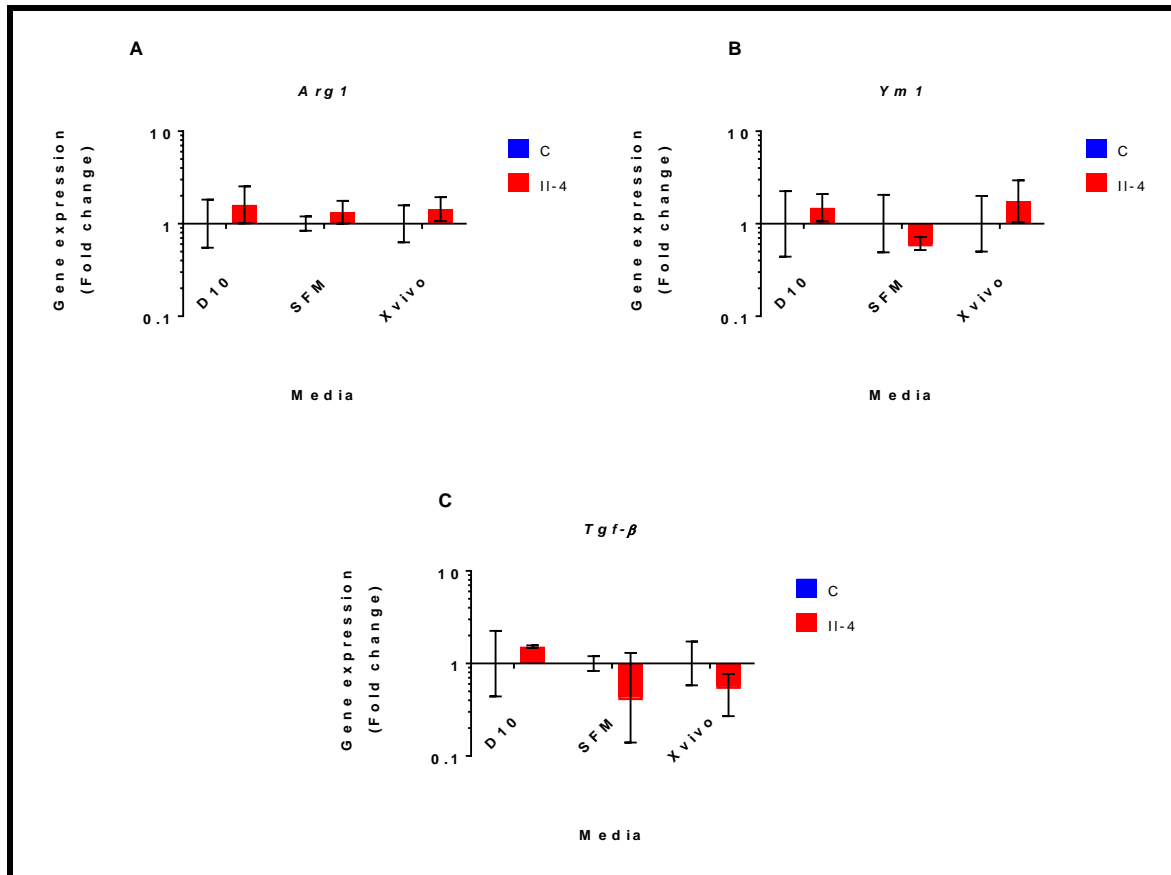 A
Arg1
Gene expression
(Fold change)
10
1
0.1
D10
SFM
Xvivo
Media
C
Il-4
B
Ym1
Gene expression
(Fold change)
10
1
0.1
D10
SFM
Xvivo
Media
C
Il-4
C
Tgf-β
Gene expression
(Fold change)
10
1
0.1
D10
SFM
Xvivo
Media
C
Il-4